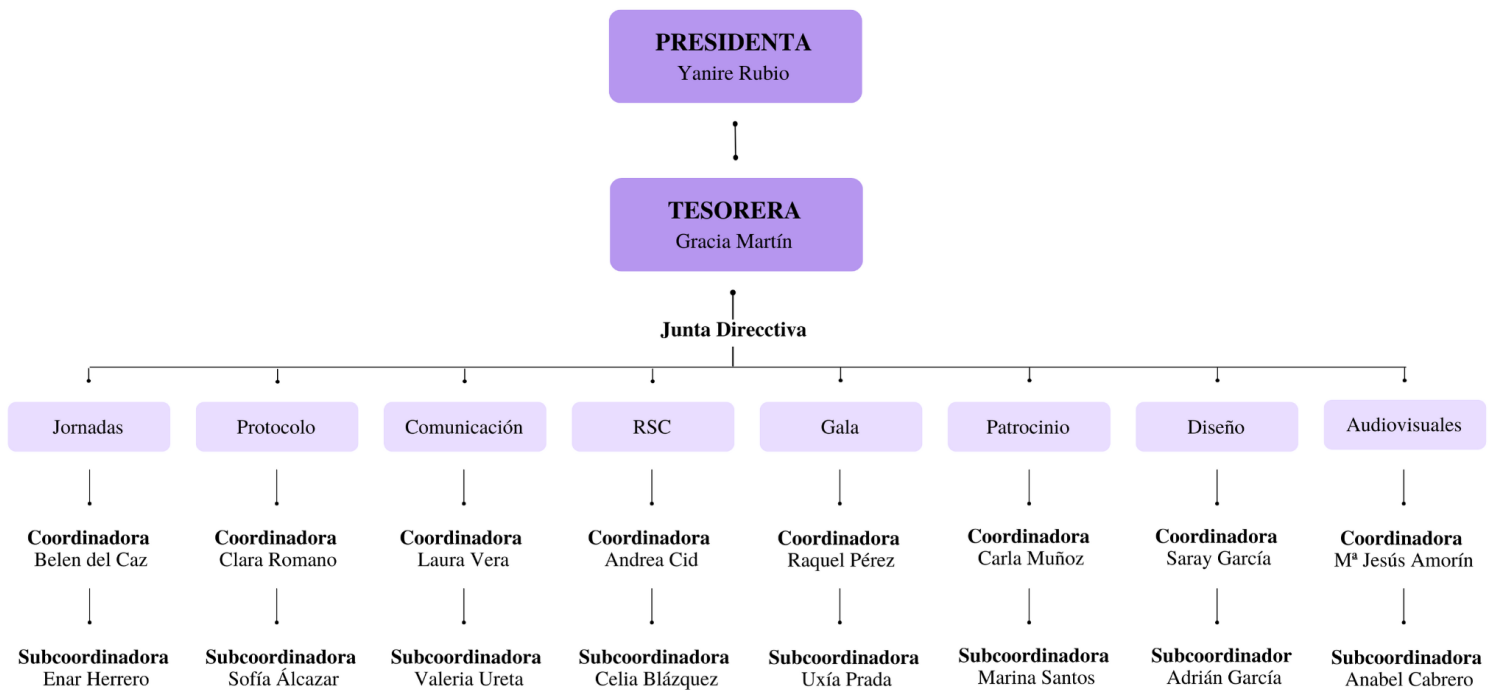 PRESIDENTA
Yanire Rubio
TESORERA
Gracia Martín
Junta Direcctiva
Jornadas
Protocolo
Comunicación
RSC
Gala
Patrocinio
Diseño
Audiovisuales
Coordinadora
Belen del Caz
Coordinadora
Clara Romano
Coordinadora
Laura Vera
Coordinadora
Andrea Cid
Coordinadora
Raquel Pérez
Coordinadora
Carla Muñoz
Coordinadora
Saray García
Coordinadora
Mª Jesús Amorín
Subcoordinadora
Enar Herrero
Subcoordinadora
Sofía Álcazar
Subcoordinadora
Valeria Ureta
Subcoordinadora
Celia Blázquez
Subcoordinadora
Uxía Prada
Subcoordinadora
Marina Santos
Subcoordinador
Adrián García
Subcoordinadora
Anabel Cabrero